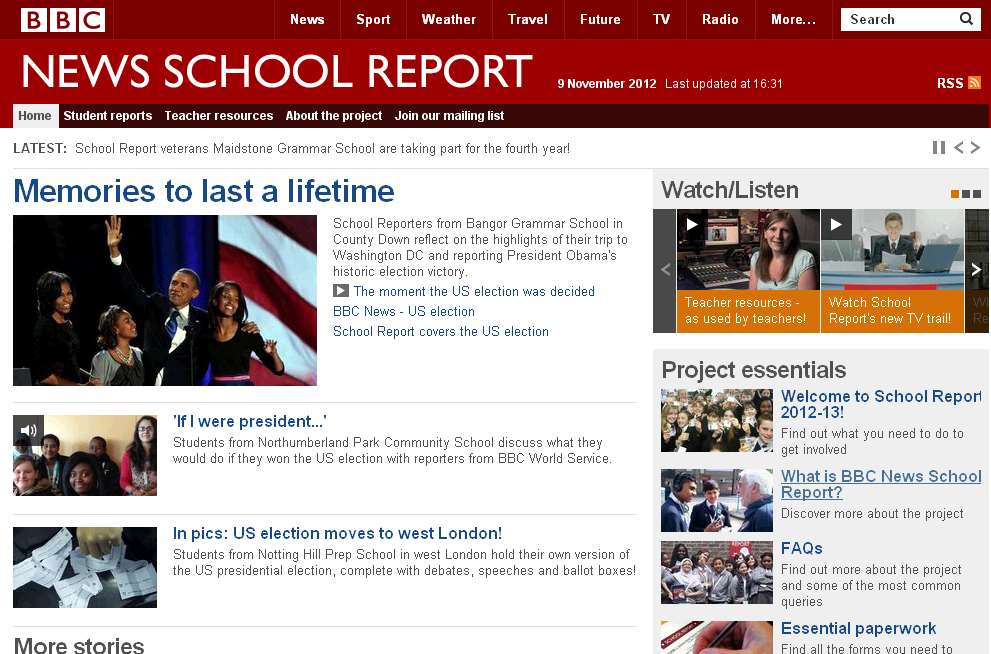 BBC
News Sport Weather Travel Future TV Radio More... Search
NEWS SCHOOL REPORT
9 November 2012 Last updated at 16:31
RSS
Home Student reports Teacher resources About the project Join our mailing list
LATEST: School Report veterans Maidstone Grammar School are taking part for the fourth year!
Memories to last a lifetime
School Reporters from Bangor Grammar School in
County Down reflect on the highlights of their trip to
Washington DC and reporting President Obama's
historic election victory.
The moment the US election was decided
BBC News - US election
School Report covers the US election
'If I were president...'
Students from Northumberland Park Community School discuss what they
would do if they won the US election with reporters from BBC World Service.
In pics: US election moves to west London!
Students from Notting Hill Prep School in west London hold their own version of
the US presidential election, complete with debates, speeches and ballot boxes!
More stories
Watch/Listen
Teacher resources -
as used by teachers!
Watch School
Report's new TV trail!
Project essentials
Welcome to School Report
2012-13!
Find out what you need to do to
get involved
What is BBC News School
Report?
Discover more about the project
FAQs
Find out more about the project
and some of the most common
queries
Essential paperwork
Find all the forms you need to